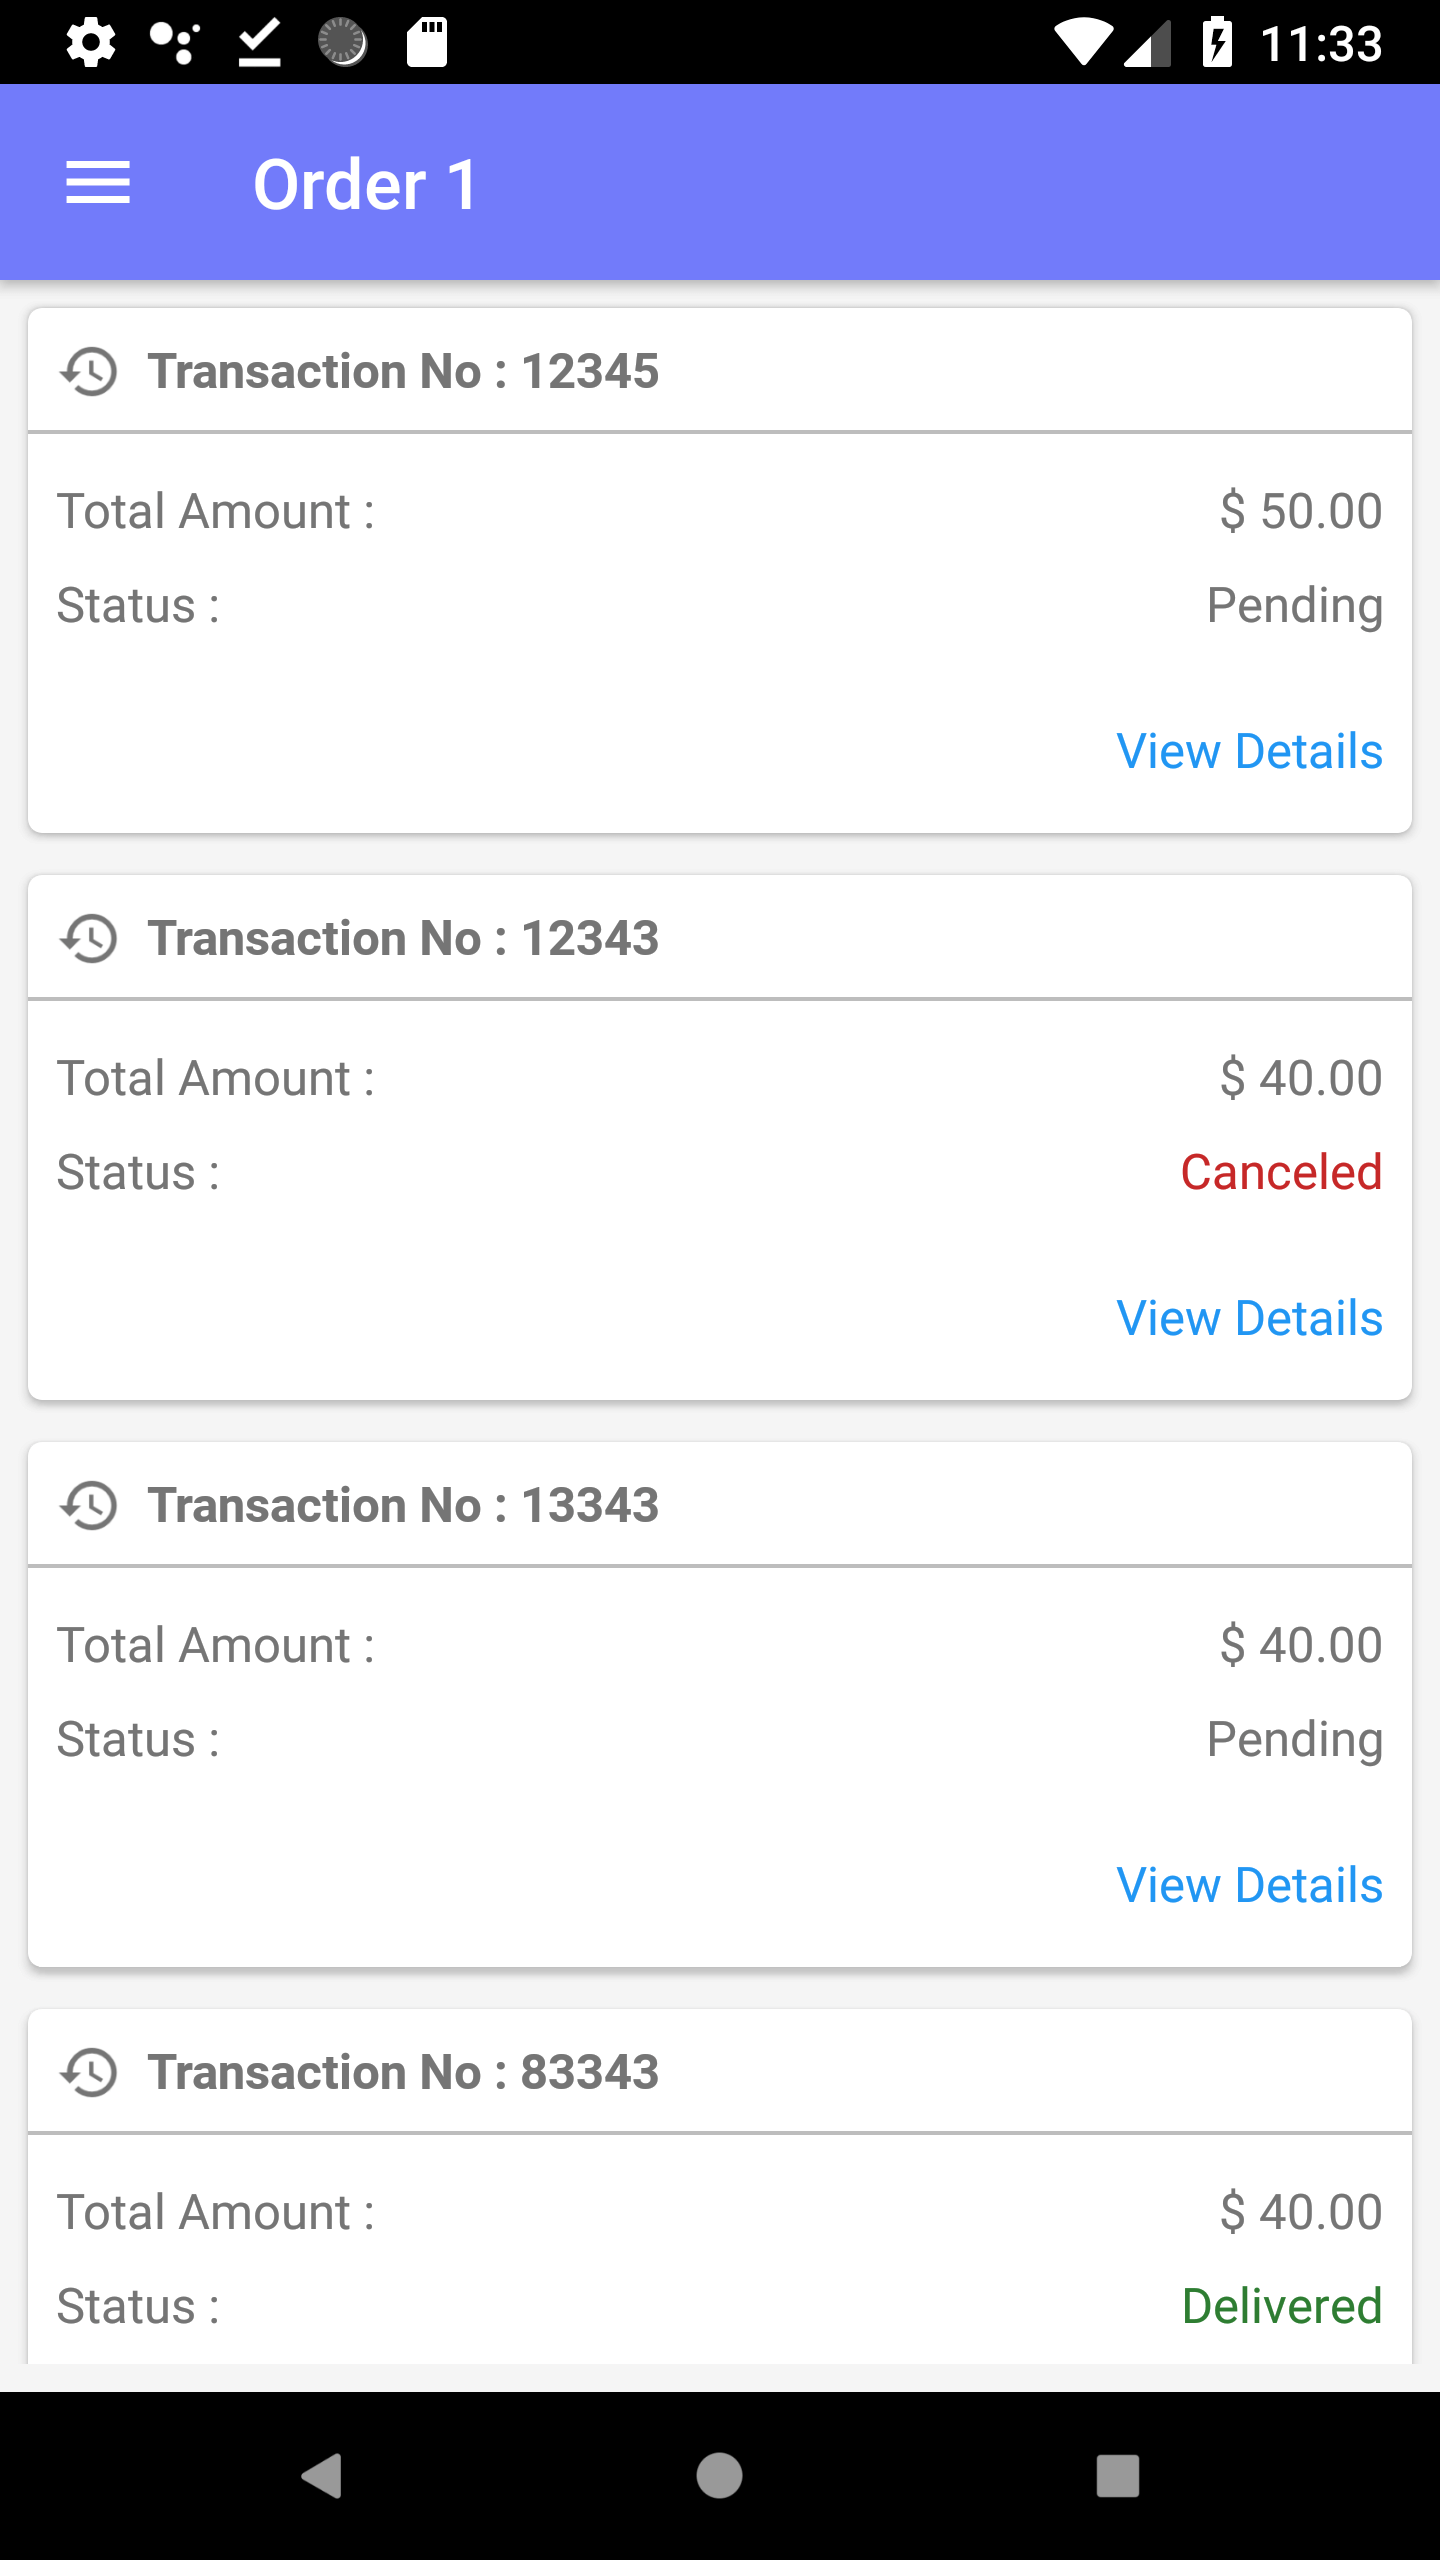 11:33
Order 1
Transaction No : 12345
Total Amount : $ 50.00
Status : Pending
View Details
Transaction No : 12343
Total Amount : $ 40.00
Status : Canceled
View Details
Transaction No : 13343
Total Amount : $ 40.00
Status : Pending
View Details
Transaction No : 83343
Total Amount : $ 40.00
Status : Delivered